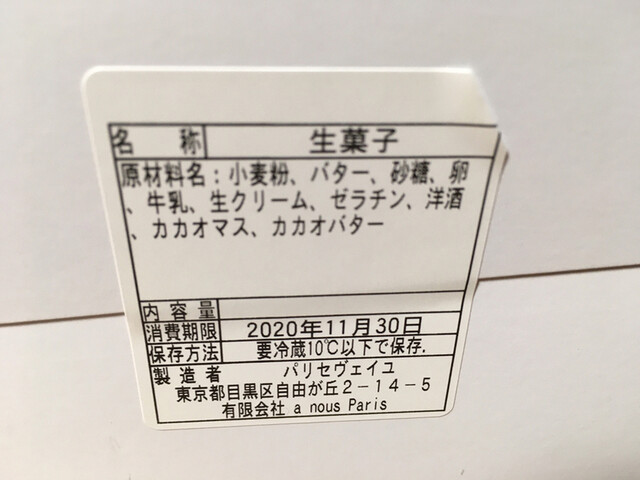 名称 生菓子
原材料名：小麦粉、バター、砂糖、卵
、牛乳、生クリーム、ゼラチン、洋酒
、カカオマス、カカオバター
内容量
消費期限 2020年11月30日
保存方法 要冷蔵10℃以下で保存.
製造者 パリセヴェイユ
東京都目黒区自由が丘2-14-5
有限会社 a nous Paris